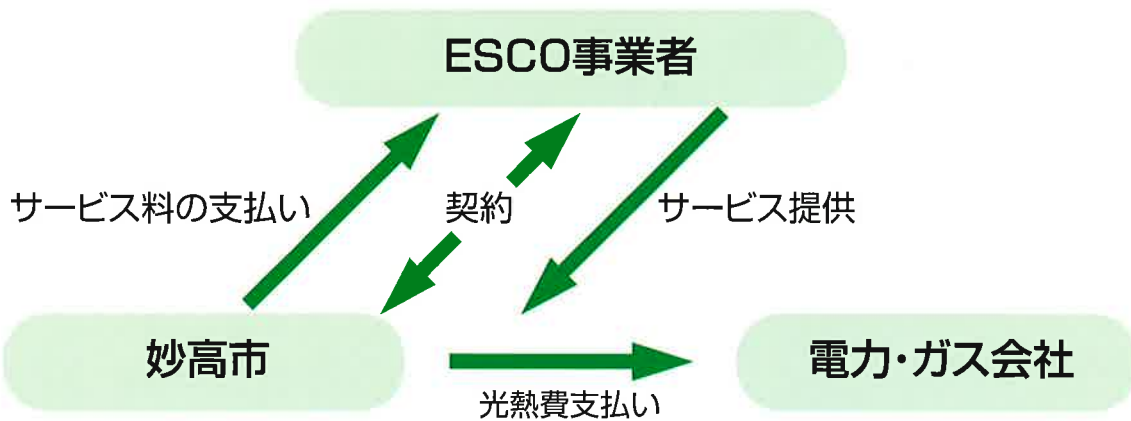 ESCO事業者
サービス料の支払い
契約
サービス提供
妙高市
電力・ガス会社
光熱費支払い